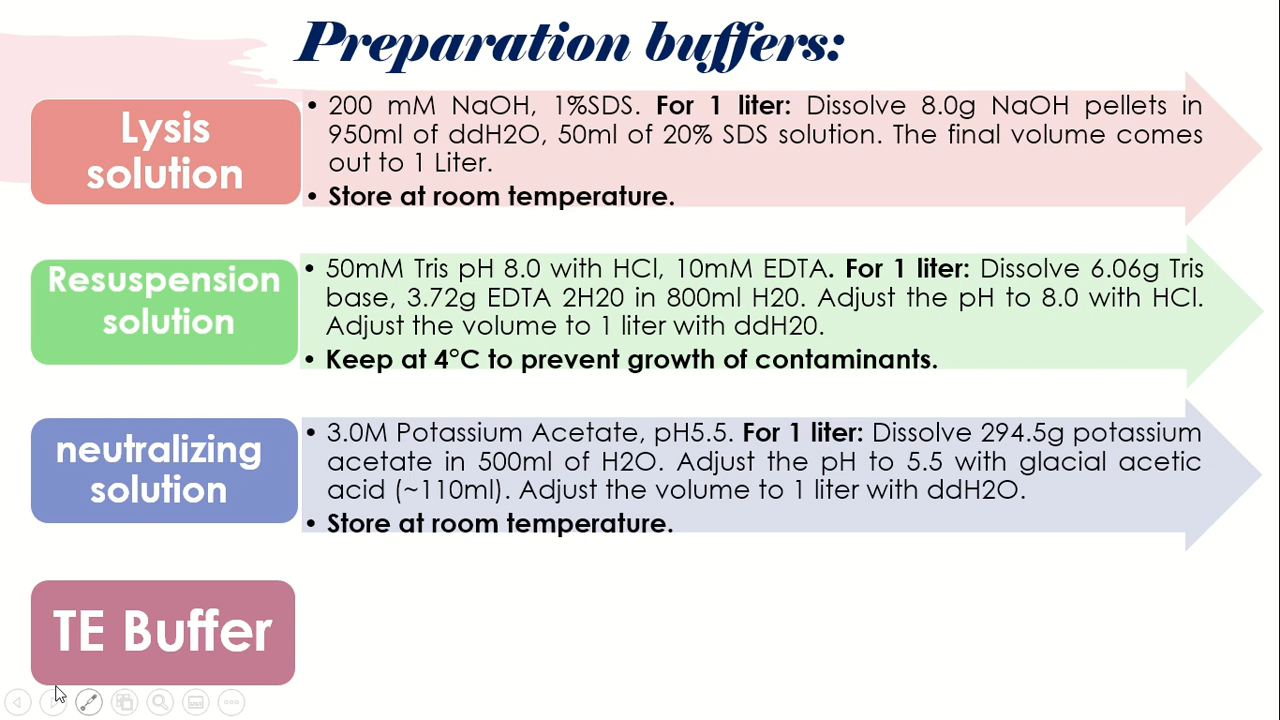 Preparation buffers:
Lysis
solution
• 200 mM NaOH, 1%SDS. For 1 liter: Dissolve 8.0g NaOH pellets in
950ml of ddH2O, 50ml of 20% SDS solution. The final volume comes
out to 1 Liter.
• Store at room temperature.
Resuspension
solution
• 50mM Tris pH 8.0 with HCl, 10mM EDTA. For 1 liter: Dissolve 6.06g Tris
base, 3.72g EDTA 2H20 in 800ml H20. Adjust the pH to 8.0 with HCl.
Adjust the volume to 1 liter with ddH20.
• Keep at 4°C to prevent growth of contaminants.
neutralizing
solution
• 3.0M Potassium Acetate, pH5.5. For 1 liter: Dissolve 294.5g potassium
acetate in 500ml of H2O. Adjust the pH to 5.5 with glacial acetic
acid (~110ml). Adjust the volume to 1 liter with ddH2O.
• Store at room temperature.
TE Buffer